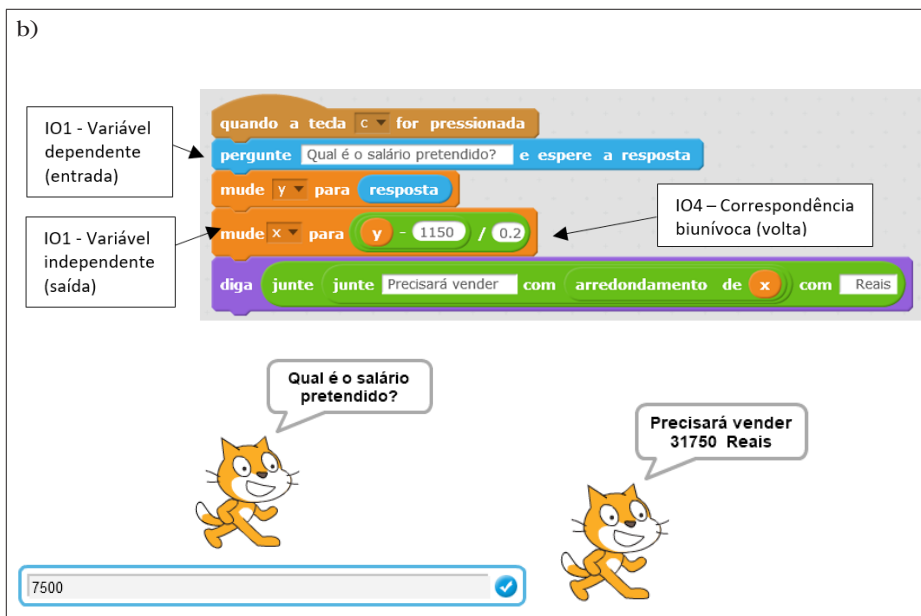 b)
IO1 - Variável
dependente
(entrada)
IO1 - Variável
independente
(saída)
quando a tecla c for pressionada
pergunte Qual é o salário pretendido? e espere a resposta
mude y para resposta
mude x para y - 1150 / 0.2
diga junte junte Precisará vender com arredondamento de x com Reais
IO4 – Correspondência
biunívoca (volta)
Qual é o salário
pretendido?
Precisará vender
31750 Reais
7500